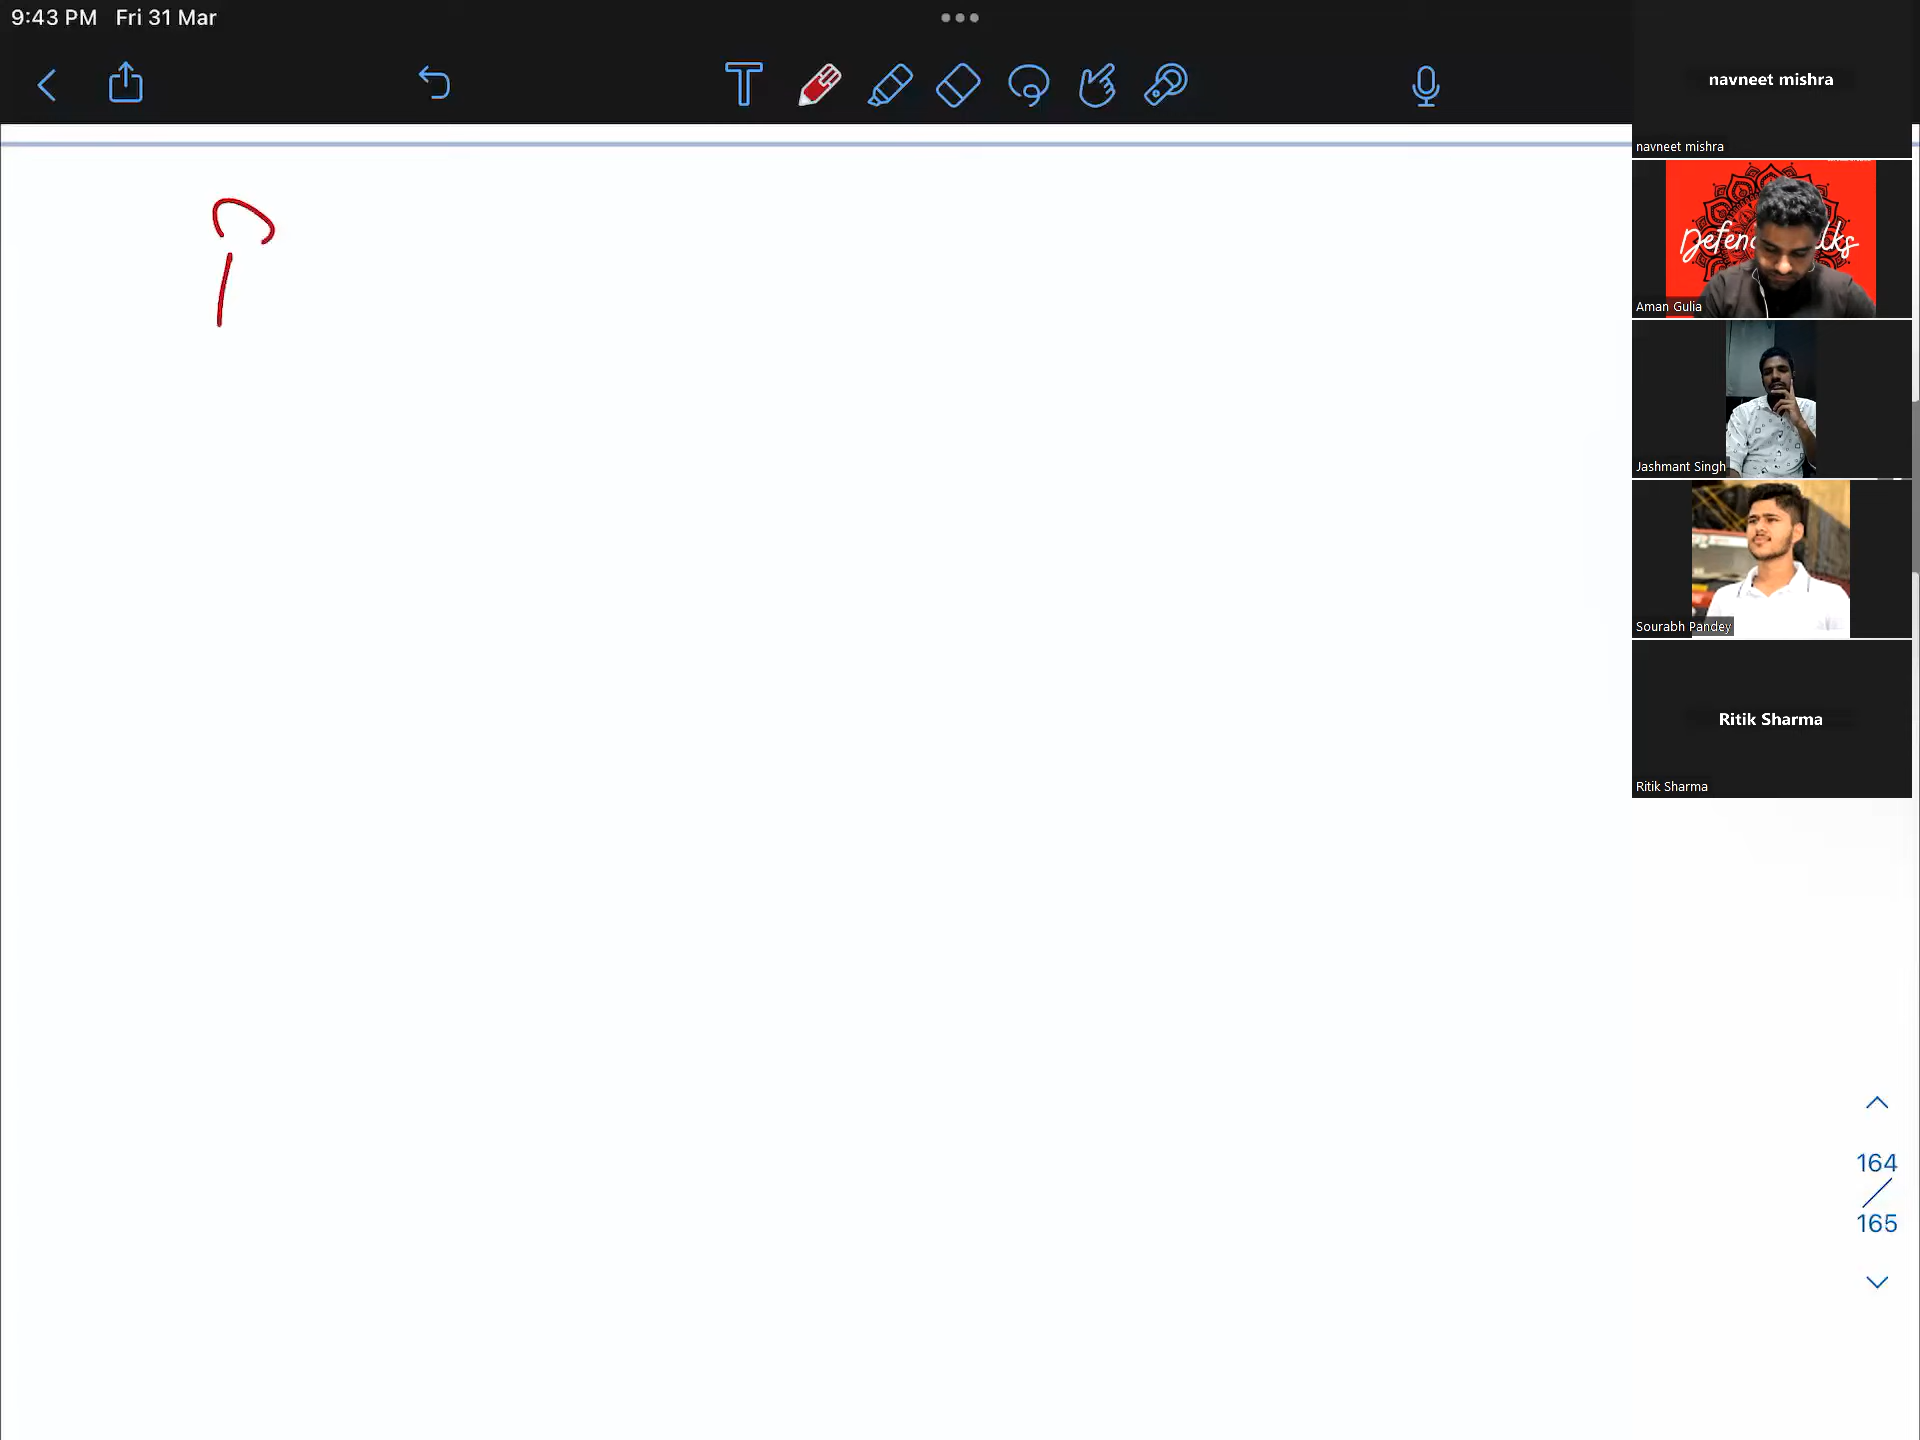 9:43 PM Fri 31 Mar
T
navneet mishra
navneet mishra
Aman Gulia
Jashmant Singh
Sourabh Pandey
Ritik Sharma
Ritik Sharma
164
165